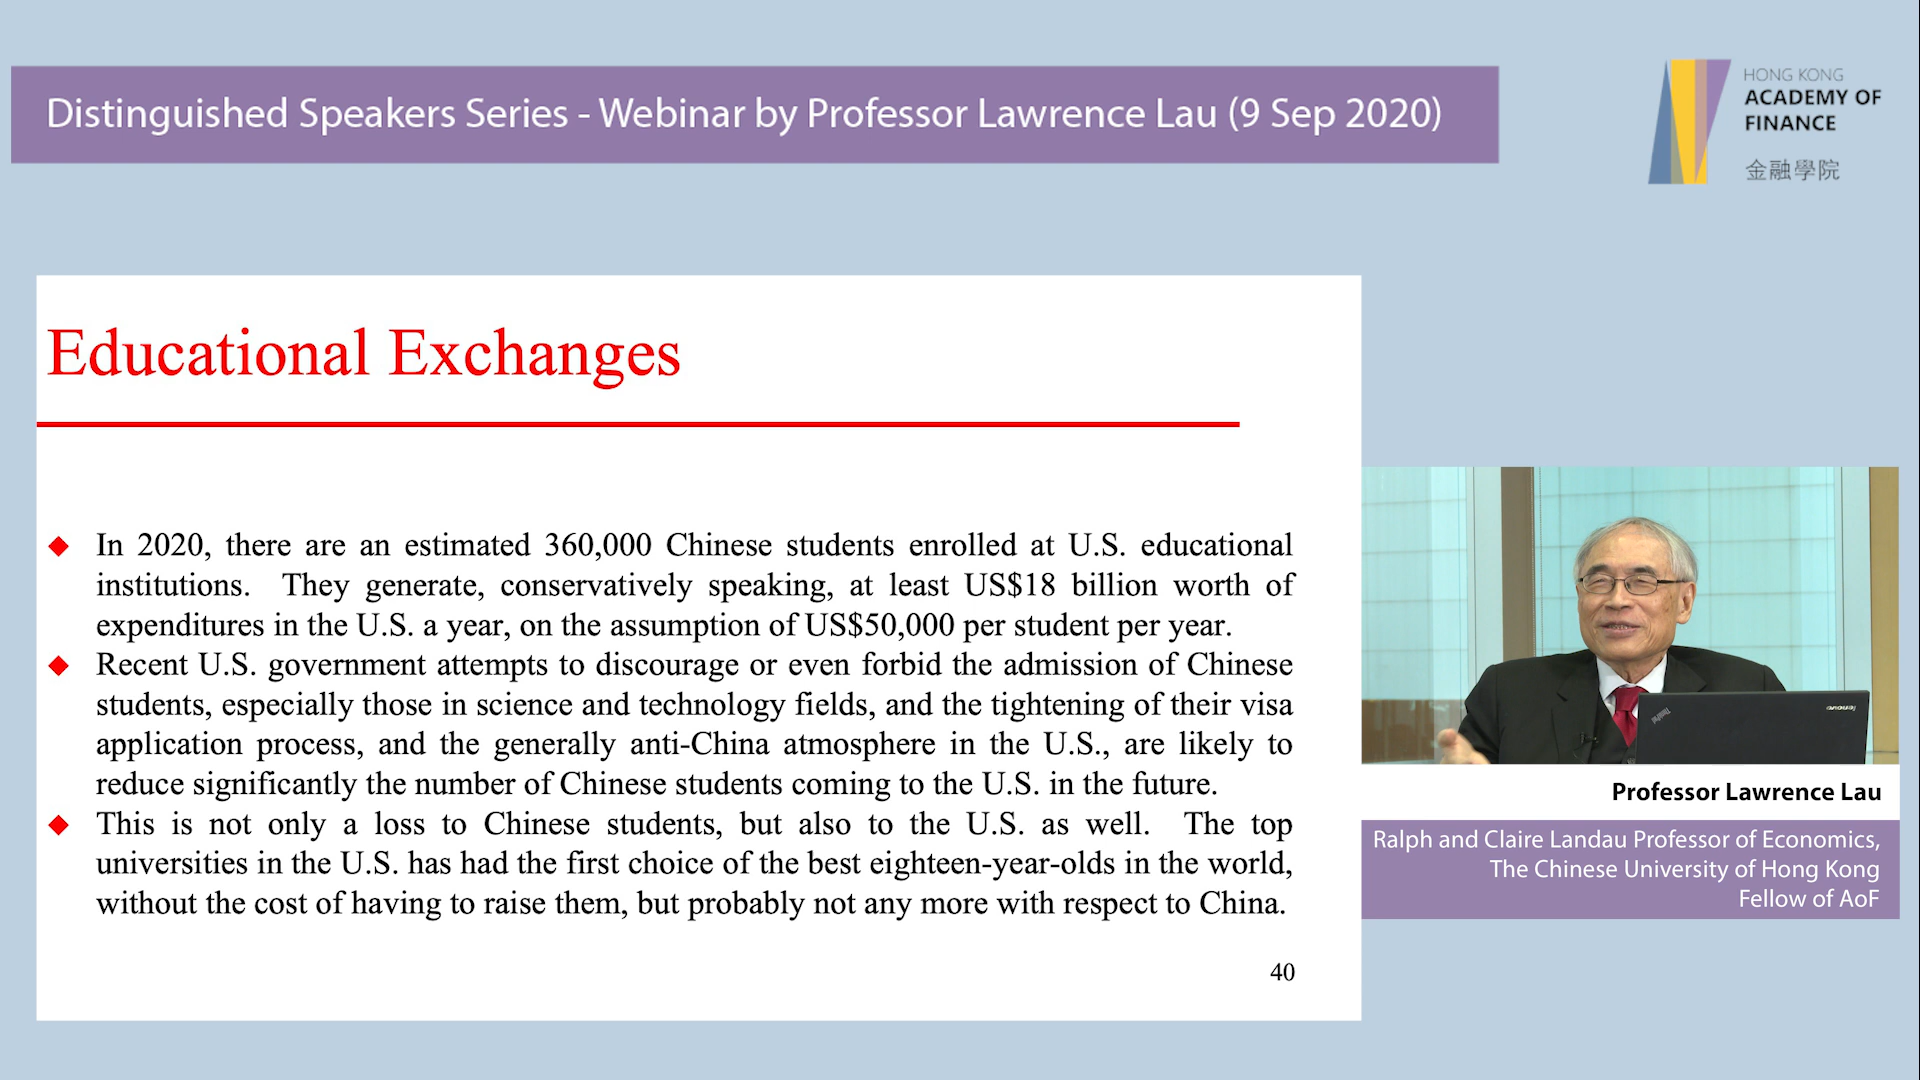 Distinguished Speakers Series - Webinar by Professor Lawrence Lau (9 Sep 2020)
HONG KONG
ACADEMY OF
FINANCE
金融學院
Educational Exchanges
In 2020, there are an estimated 360,000 Chinese students enrolled at U.S. educational
institutions. They generate, conservatively speaking, at least US$18 billion worth of
expenditures in the U.S. a year, on the assumption of US$50,000 per student per year.
Recent U.S. government attempts to discourage or even forbid the admission of Chinese
students, especially those in science and technology fields, and the tightening of their visa
application process, and the generally anti-China atmosphere in the U.S., are likely to
reduce significantly the number of Chinese students coming to the U.S. in the future.
This is not only a loss to Chinese students, but also to the U.S. as well. The top
universities in the U.S. has had the first choice of the best eighteen-year-olds in the world,
without the cost of having to raise them, but probably not any more with respect to China.
40
ThinkPad
lenovo
Professor Lawrence Lau
Ralph and Claire Landau Professor of Economics,
The Chinese University of Hong Kong
Fellow of AoF